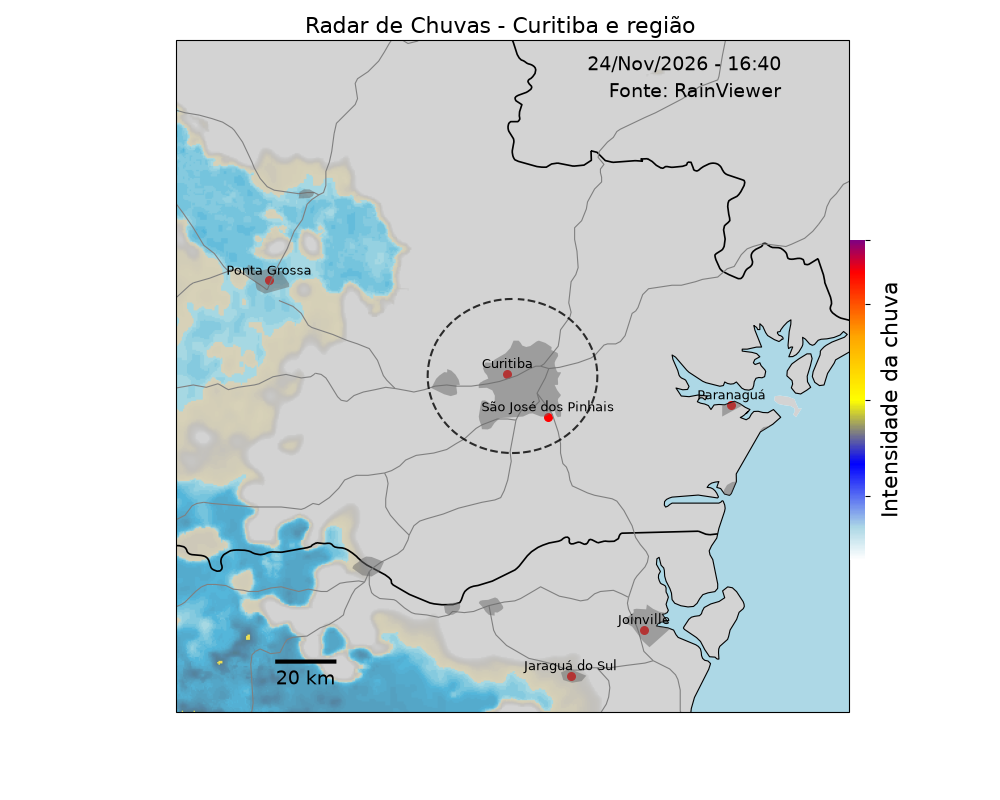 Radar de Chuvas - Curitiba e região
24/Nov/2026 - 16:40
Fonte: RainViewer
Ponta Grossa
Curitiba
Paranaguá
São José dos Pinhais
Intensidade da chuva
Joinville
Jaraguá do Sul
20 km